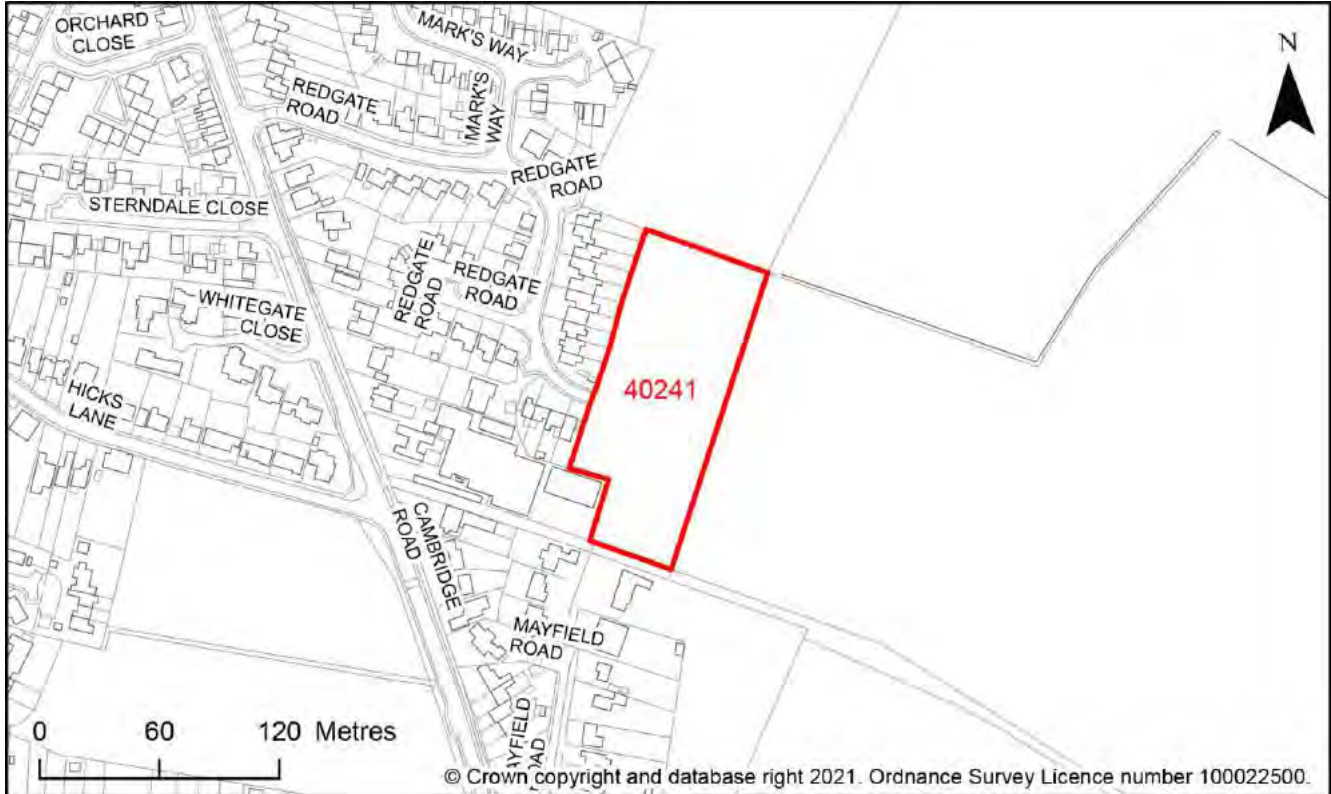 ORCHARD
CLOSE
MARK'S WAY
N
REDGATE
ROAD
MARK'S
WAY
REDGATE
ROAD
STERNDALE CLOSE
REDGATE
ROAD
REDGATE
ROAD
WHITEGATE
CLOSE
HICKS
LANE
40241
CAMBRIDGE
ROAD
MAYFIELD
ROAD
AYFIELD
OAD
0 60 120 Metres
© Crown copyright and database right 2021. Ordnance Survey Licence number 100022500.